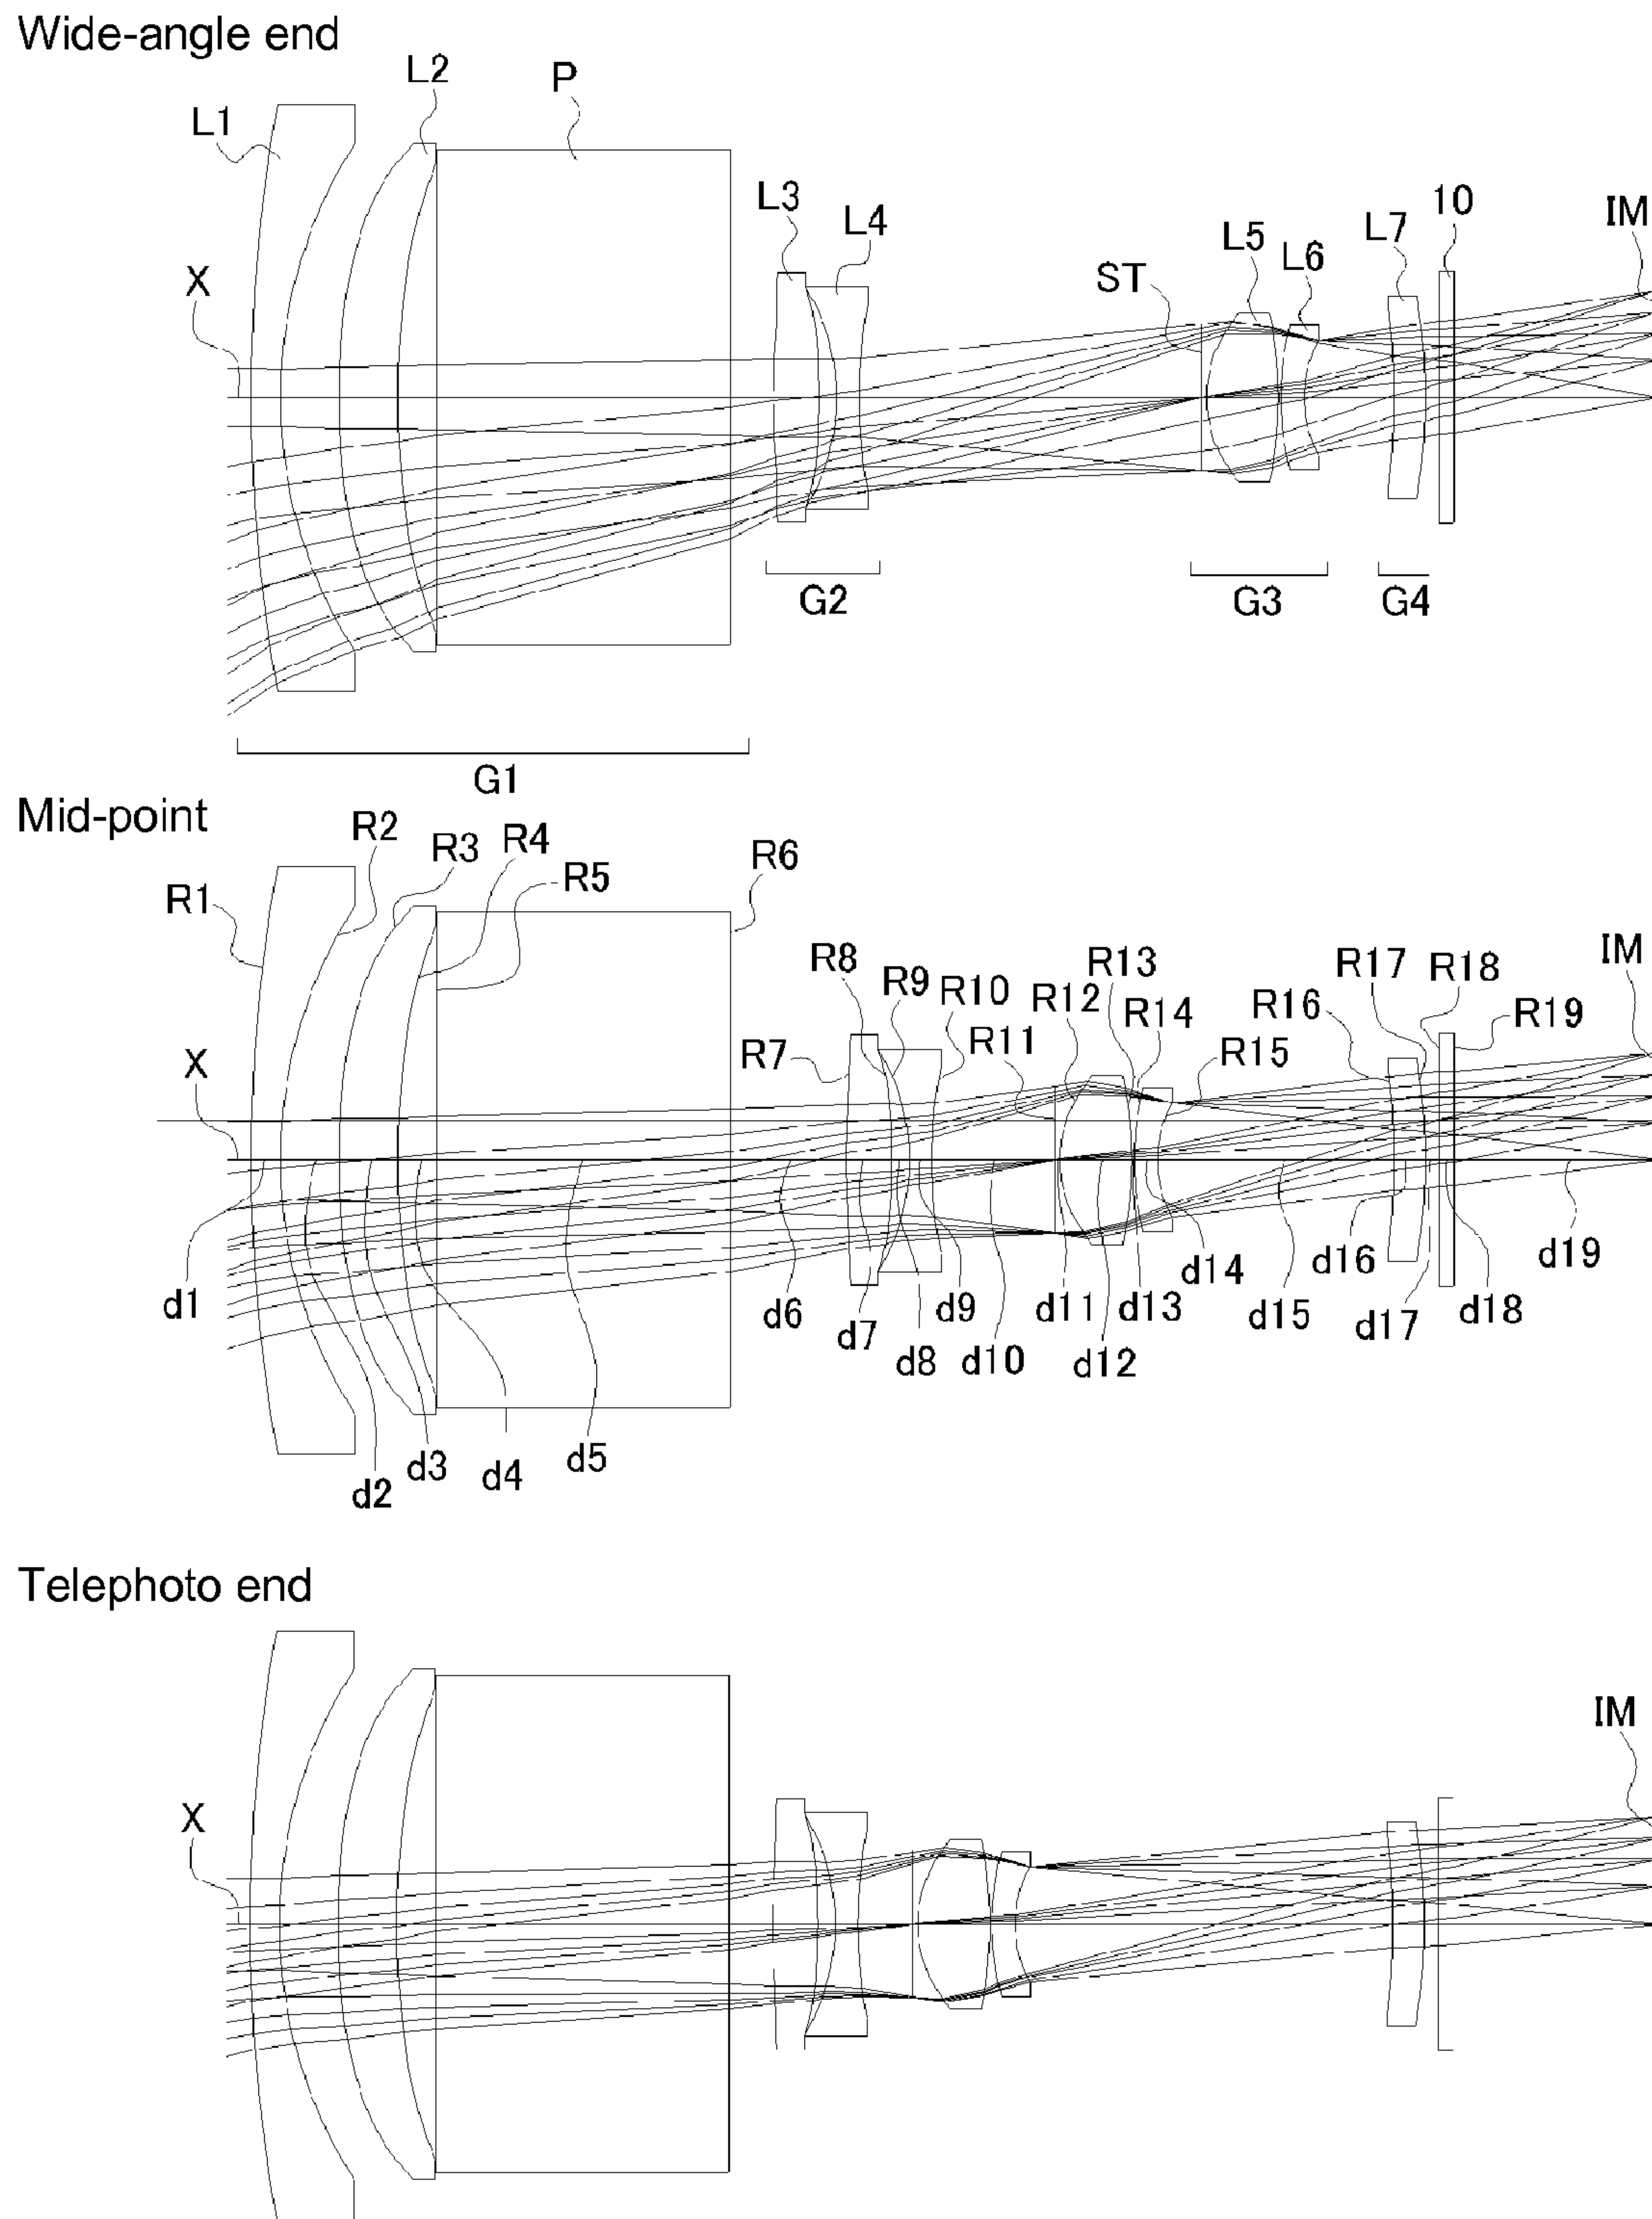 Wide-angle end
L1
L2
P
X
L3
L4
ST
L5
L6
L7
10
IM
G2
G3
G4
G1
Mid-point
R1
R2
R3
R4
R5
R6
X
R7
R8
R9
R10
R11
R12
R13
R14
R15
R16
R17
R18
R19
IM
d1
d2
d3
d4
d5
d6
d7
d8
d9
d10
d11
d12
d13
d14
d15
d16
d17
d18
d19
Telephoto end
X
IM